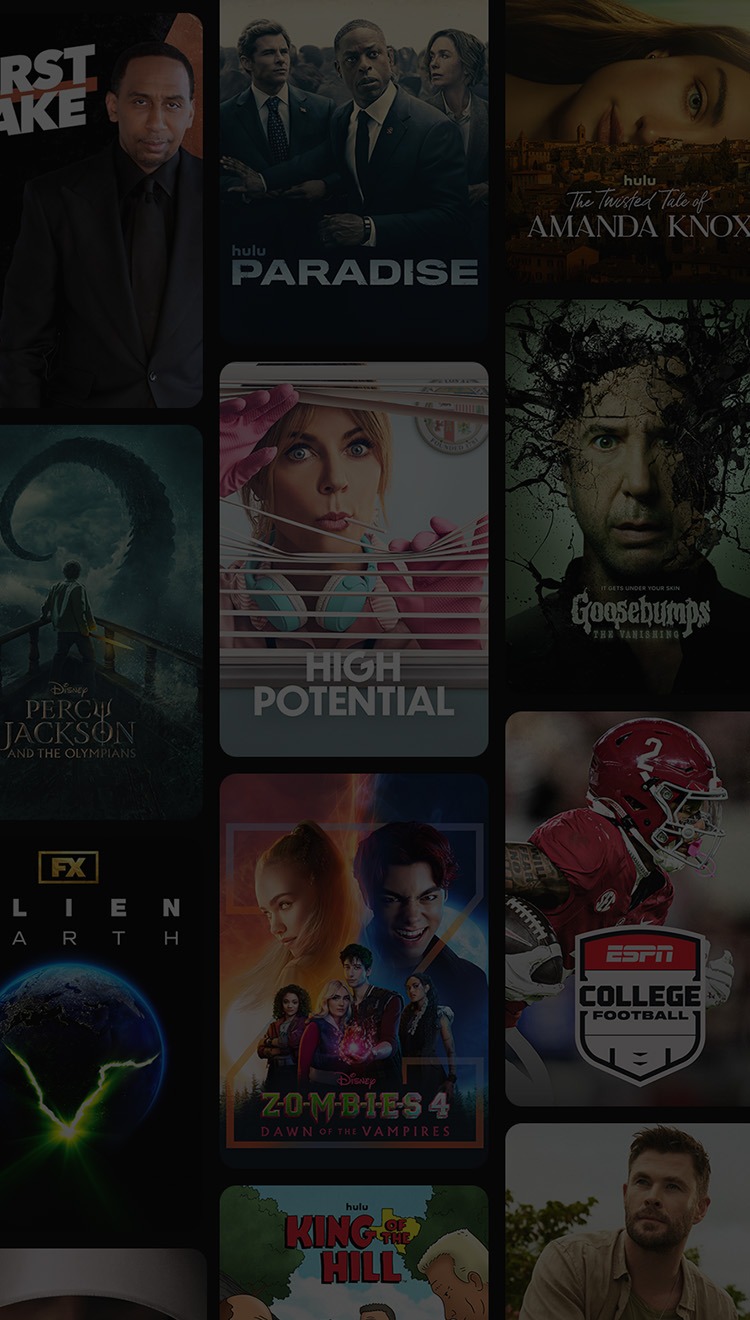 RST
AKE
hulu
PARADISE
hulu
The Twisted Tale of
AMANDA KNOX
Disney
PERCY
JACKSON
AND THE OLYMPIANS
HIGH
POTENTIAL
IT GETS UNDER YOUR SKIN
Goosebumps
THE VANISHING
FX
LIEN
ARTH
Disney
Z-O-M-B-I-E-S 4
DAWN OF THE VAMPIRES
2
ESPN
COLLEGE
FOOTBALL
hulu
KING OF THE
HILL